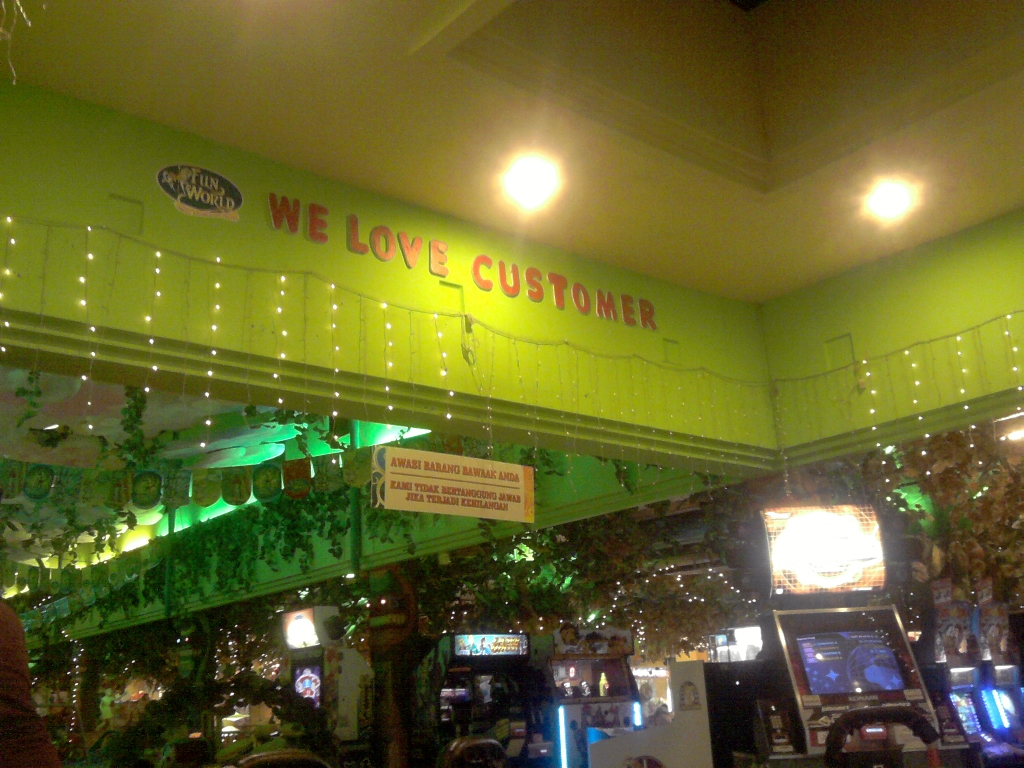 FUN
WORLD
WE LOVE CUSTOMER
AWASI BARANG BAWAAN ANDA
KAMI TIDAK BERTANGGUNG JAWAB
JIKA TERJADI KEHILANGAN